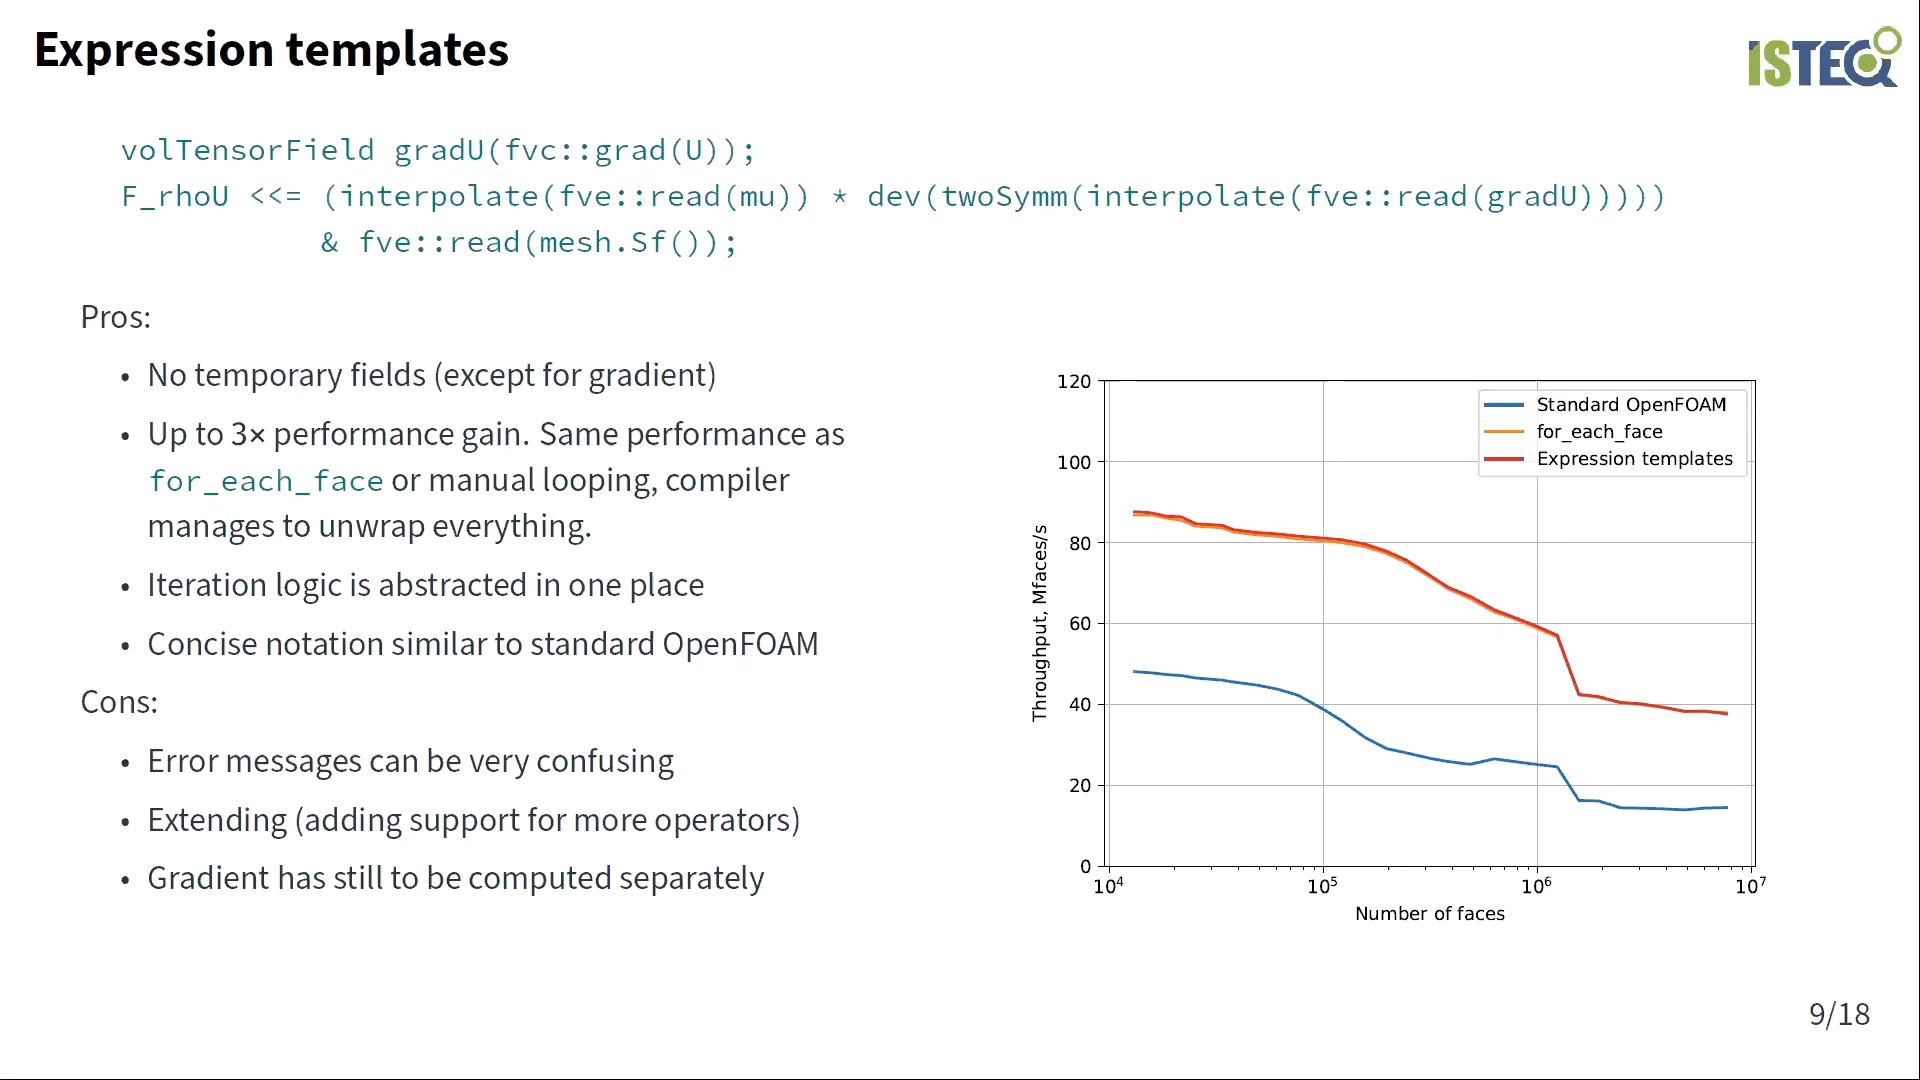 Expression templates
ISTEQ
volTensorField gradU(fvc::grad(U));
F_rhoU <<= (interpolate(fve::read(mu)) * dev(twoSymm(interpolate(fve::read(gradU)))))
& fve::read(mesh.Sf());
Pros:
• No temporary fields (except for gradient)
• Up to 3× performance gain. Same performance as
for_each_face or manual looping, compiler
manages to unwrap everything.
• Iteration logic is abstracted in one place
• Concise notation similar to standard OpenFOAM
Cons:
• Error messages can be very confusing
• Extending (adding support for more operators)
• Gradient has still to be computed separately
Throughput, Mfaces/s
120
100
80
60
40
20
0
Standard OpenFOAM
for_each_face
Expression templates
10⁴ 10⁵ 10⁶ 10⁷
Number of faces
9/18